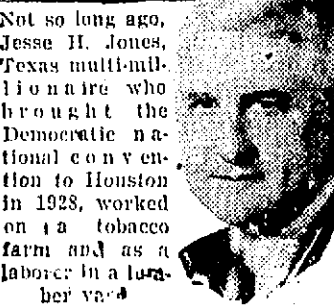 Not so long ago,
Jesse H. Jones,
Texas multi-mil-
lionaire who
brought the
Democratic na-
tional conven-
tion to Houston
in 1928, worked
on a tobacco
farm and as a
laborer in a lum-
ber yard